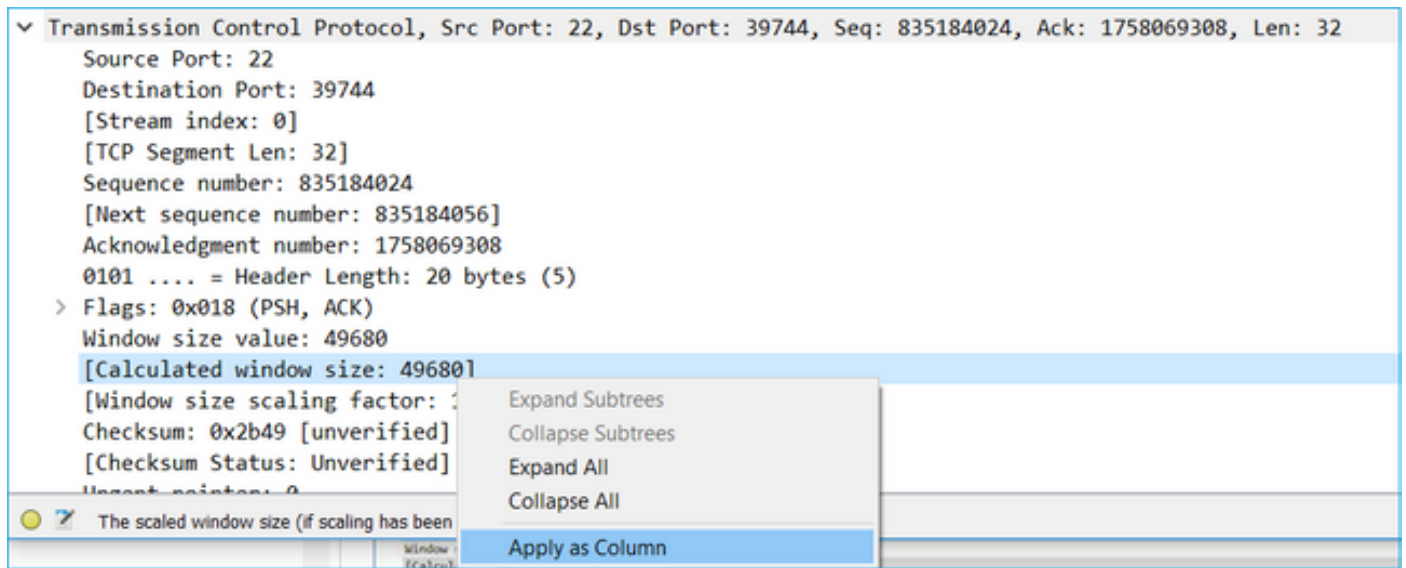 Transmission Control Protocol, Src Port: 22, Dst Port: 39744, Seq: 835184024, Ack: 1758069308, Len: 32
Source Port: 22
Destination Port: 39744
[Stream index: 0]
[TCP Segment Len: 32]
Sequence number: 835184024
[Next sequence number: 835184056]
Acknowledgment number: 1758069308
0101 .... = Header Length: 20 bytes (5)
> Flags: 0x018 (PSH, ACK)
Window size value: 49680
[Calculated window size: 49680]
[Window size scaling factor:
Checksum: 0x2b49 [unverified]
[Checksum Status: Unverified]
Urgent pointer: 0
The scaled window size (if scaling has been
Expand Subtrees
Collapse Subtrees
Expand All
Collapse All
Apply as Column
Window